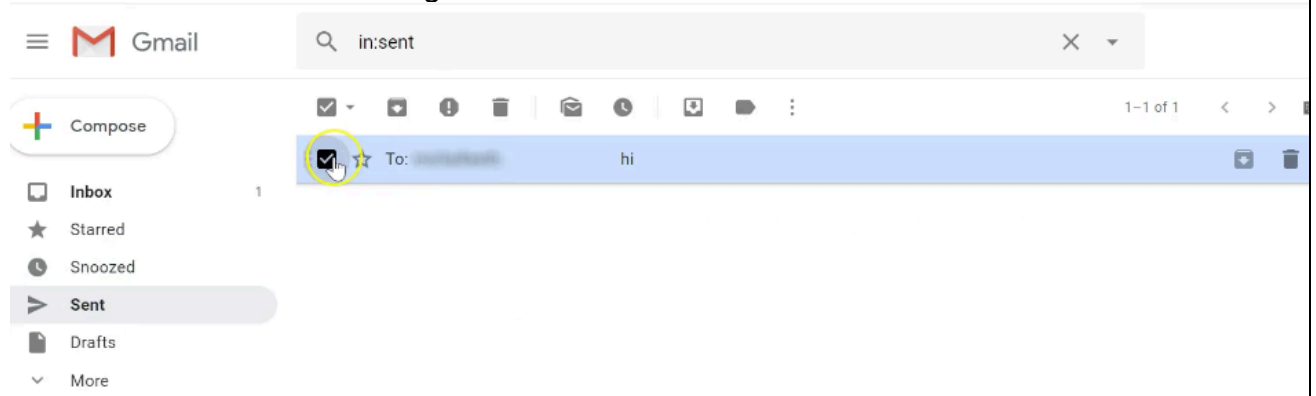 Gmail
in:sent
Compose
1–1 of 1
To: hi
Inbox 1
Starred
Snoozed
Sent
Drafts
More